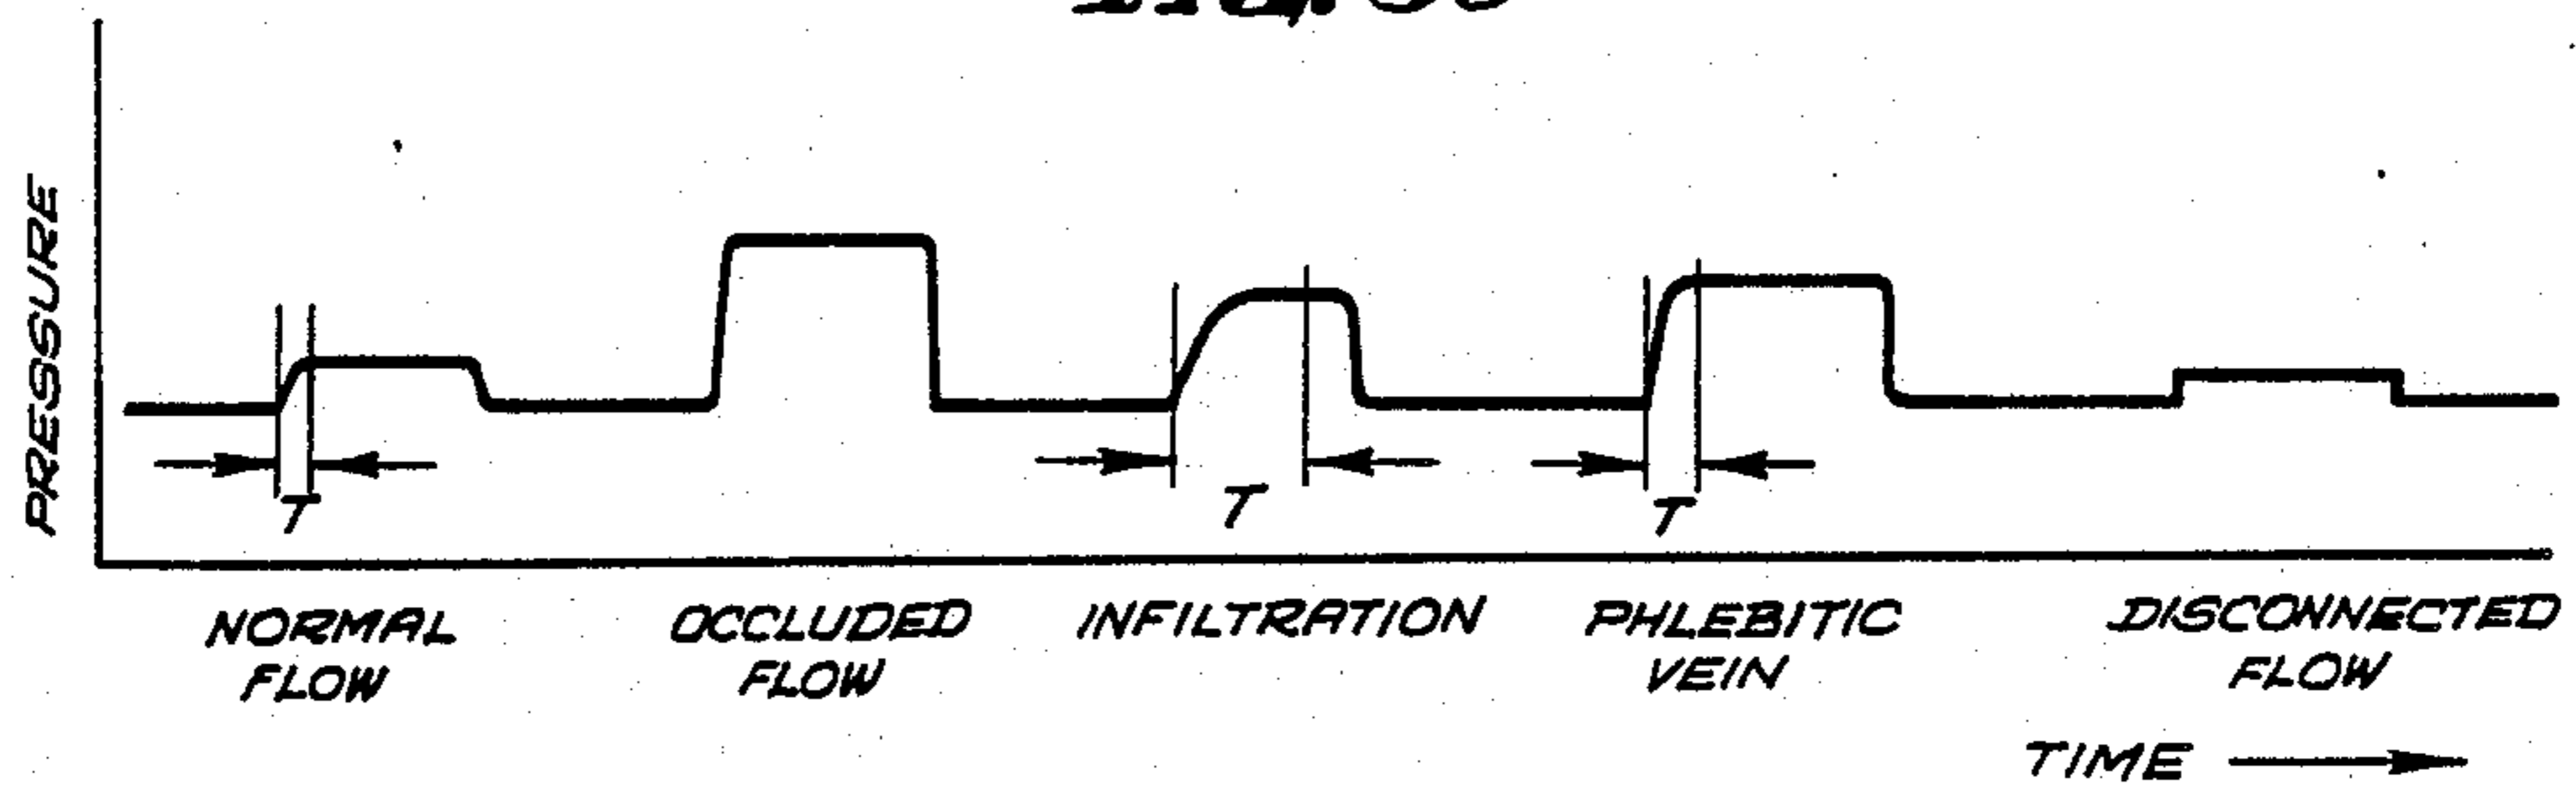 PRESSURE
T
T
T
NORMAL
FLOW
OCCLUDED
FLOW
INFILTRATION
PHLEBITIC
VEIN
DISCONNECTED
FLOW
TIME